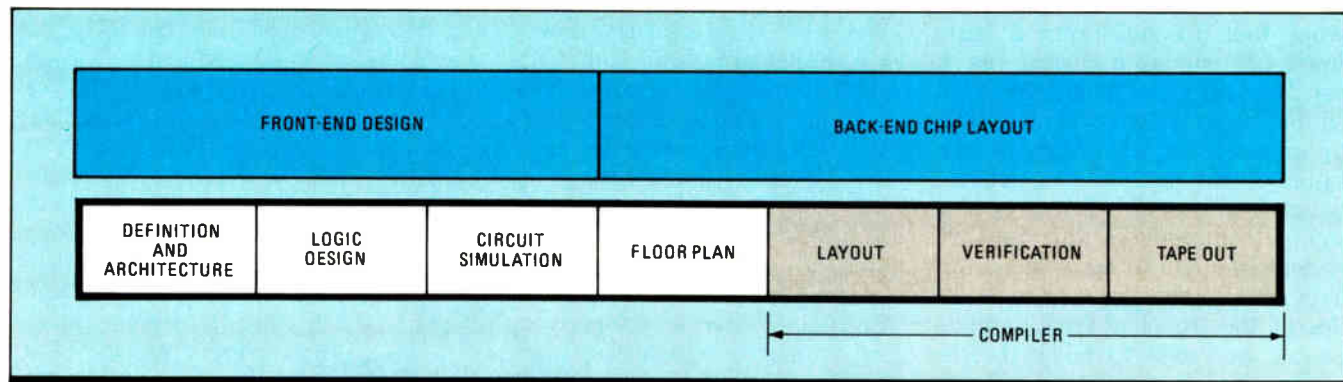 FRONT-END DESIGN
BACK-END CHIP LAYOUT
DEFINITION
AND
ARCHITECTURE
LOGIC
DESIGN
CIRCUIT
SIMULATION
FLOOR PLAN
LAYOUT
VERIFICATION
TAPE OUT
COMPILER